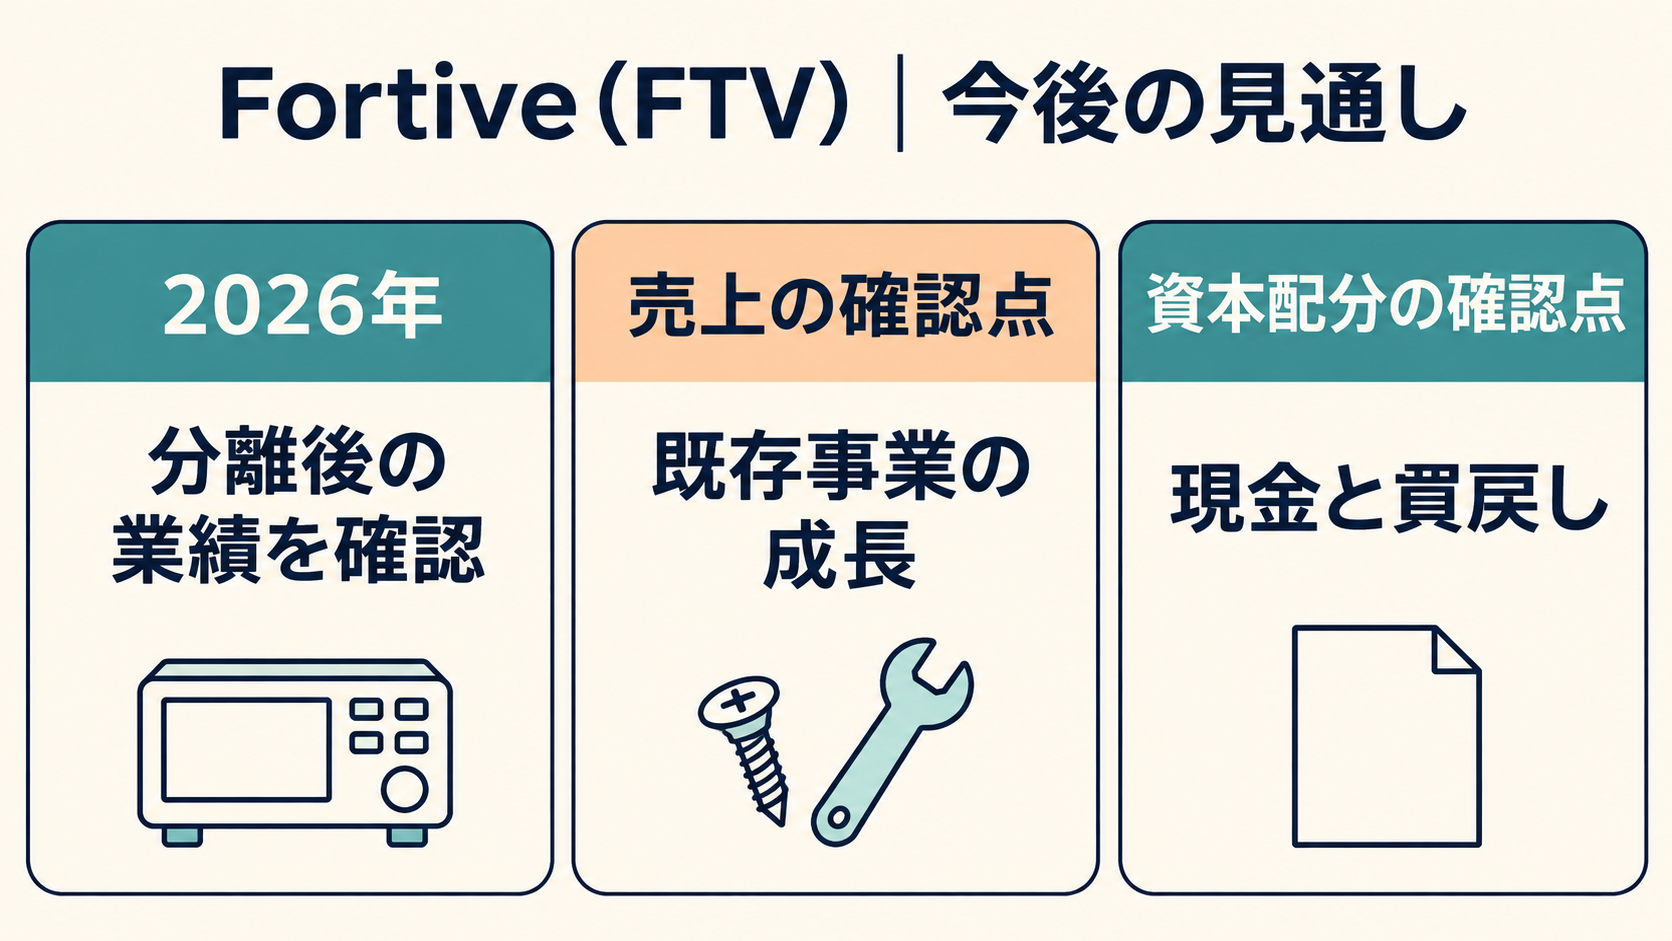 Fortive（FTV）｜今後の見通し
2026年
分離後の
業績を確認
売上の確認点
既存事業の
成長
資本配分の確認点
現金と買戻し